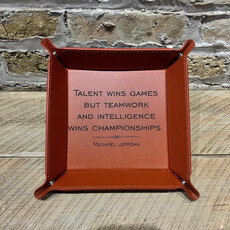 Talent wins games
but teamwork
and intelligence
wins championships.
Michael Jordan